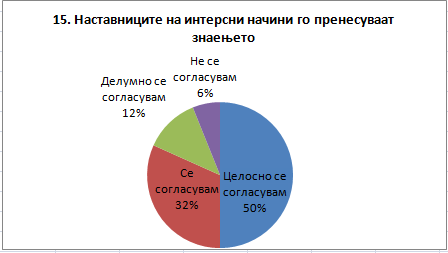 15. Наставниците на интерсни начини го пренесуваат
знаењето
Не се
согласувам
6%
Делумно се
согласувам
12%
Се
согласувам
32%
Целосно се
согласувам
50%